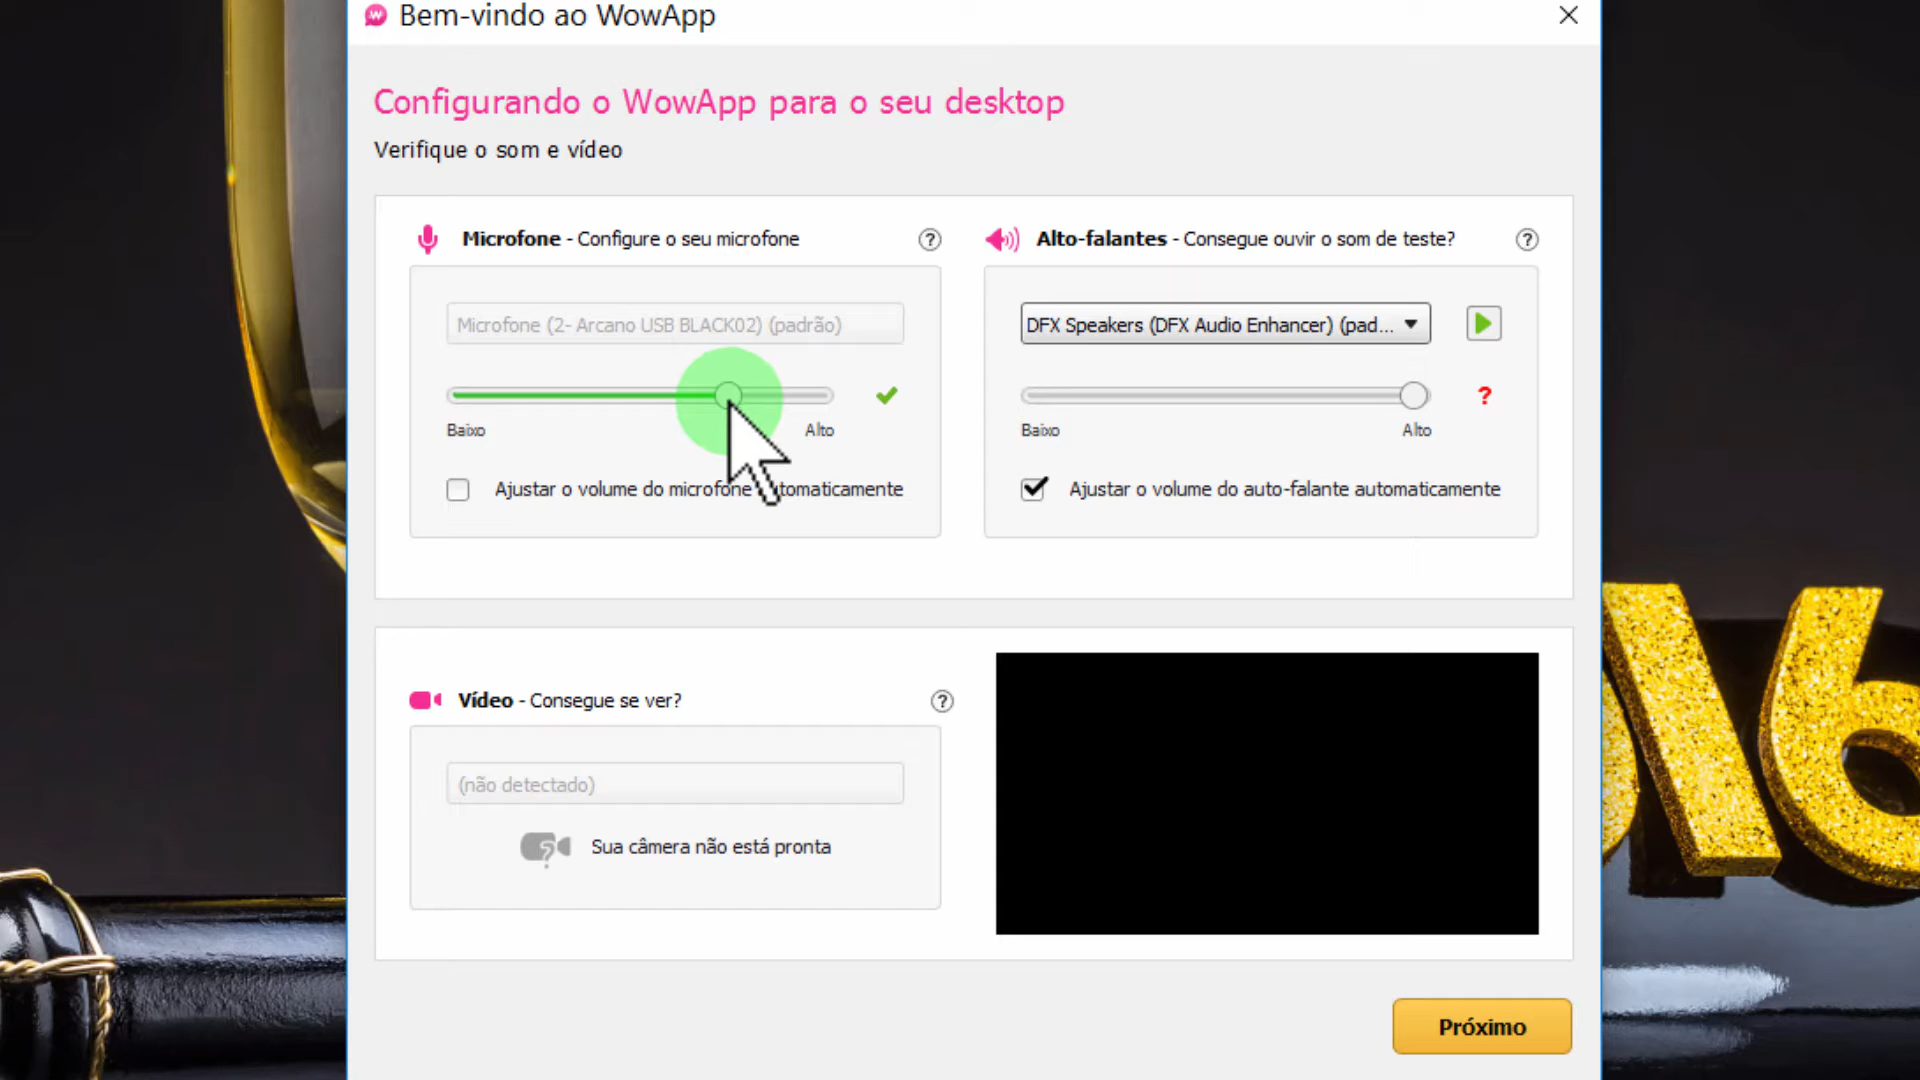 Bem-vindo ao WowApp
Configurando o WowApp para o seu desktop
Verifique o som e vídeo
Microfone - Configure o seu microfone
?
Alto-falantes - Consegue ouvir o som de teste?
?
Microfone (2- Arcano USB BLACK02) (padrão)
DFX Speakers (DFX Audio Enhancer) (pad...
?
Baixo
Alto
Baixo
Alto
Ajustar o volume do microfone automaticamente
Ajustar o volume do auto-falante automaticamente
Vídeo - Consegue se ver?
?
(não detectado)
?
Sua câmera não está pronta
Próximo
16